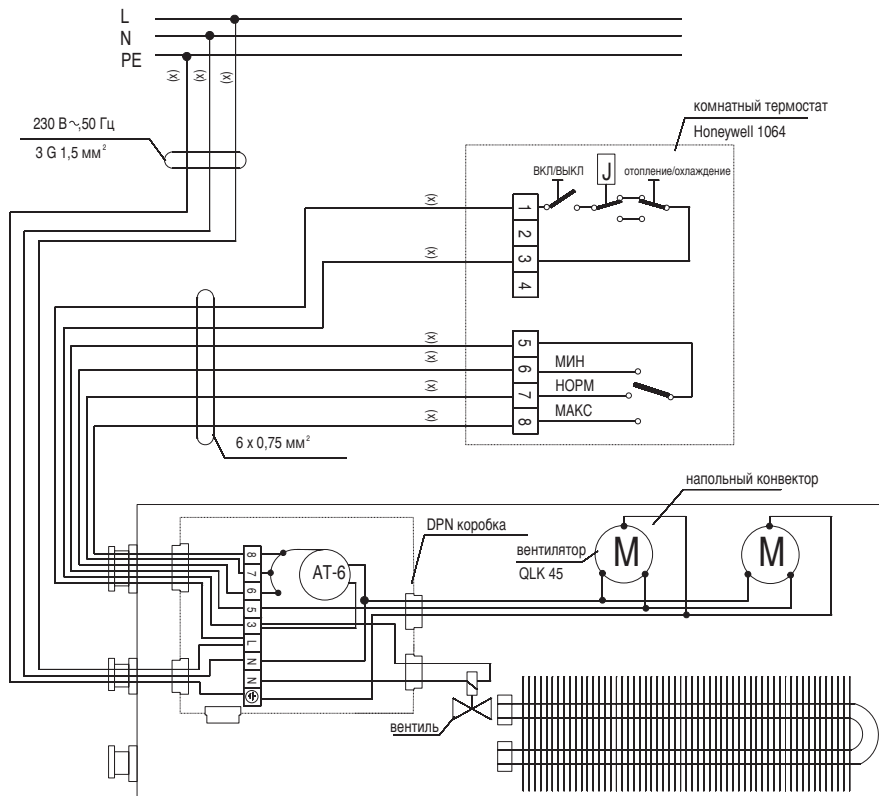 L
N
PE
(x)
(x)
(x)
230 В~,50 Гц
3 G 1,5 мм²
комнатный термостат
Honeywell 1064
ВКЛ/ВЫКЛ
J
отопление/охлаждение
(x)
1
2
(x)
3
4
(x)
5
(x)
6
МИН
(x)
7
НОРМ
(x)
8
МАКС
6 x 0,75 мм²
напольный конвектор
DPN коробка
вентилятор
QLK 45
M
M
8
7
6
5
3
L
N
N
AT-6
вентиль